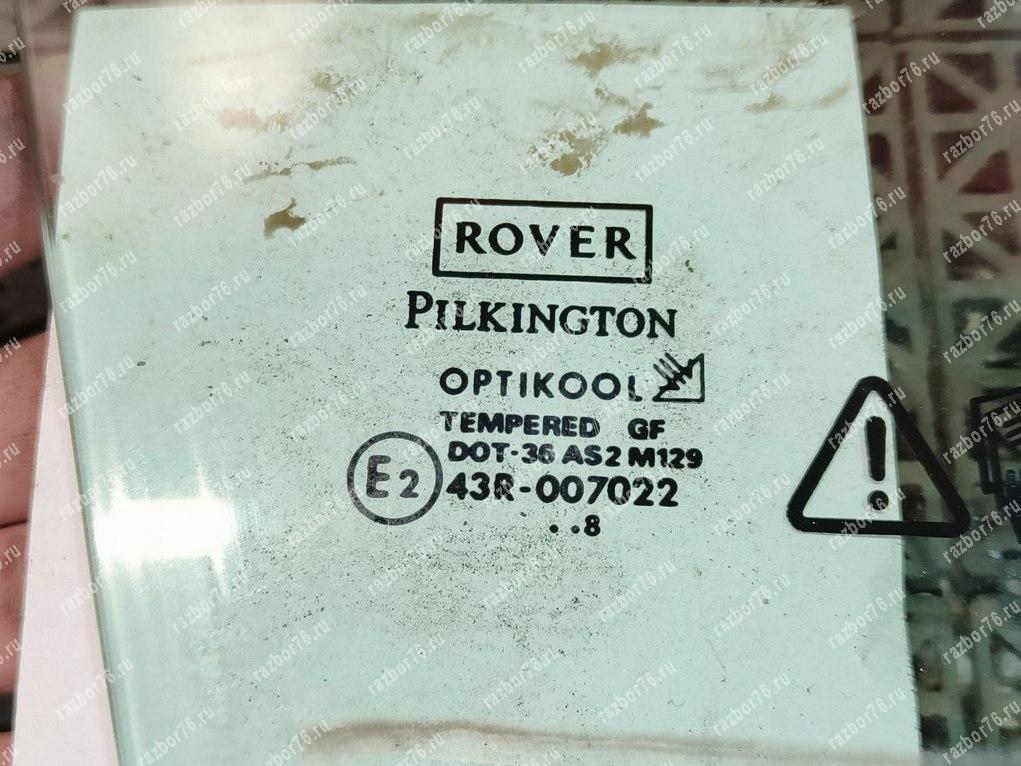 ROVER
PILKINGTON
OPTIKOOL
TEMPERED GF
DOT-36 AS2 M129
E2 43R-007022
..8
razbor76.ru